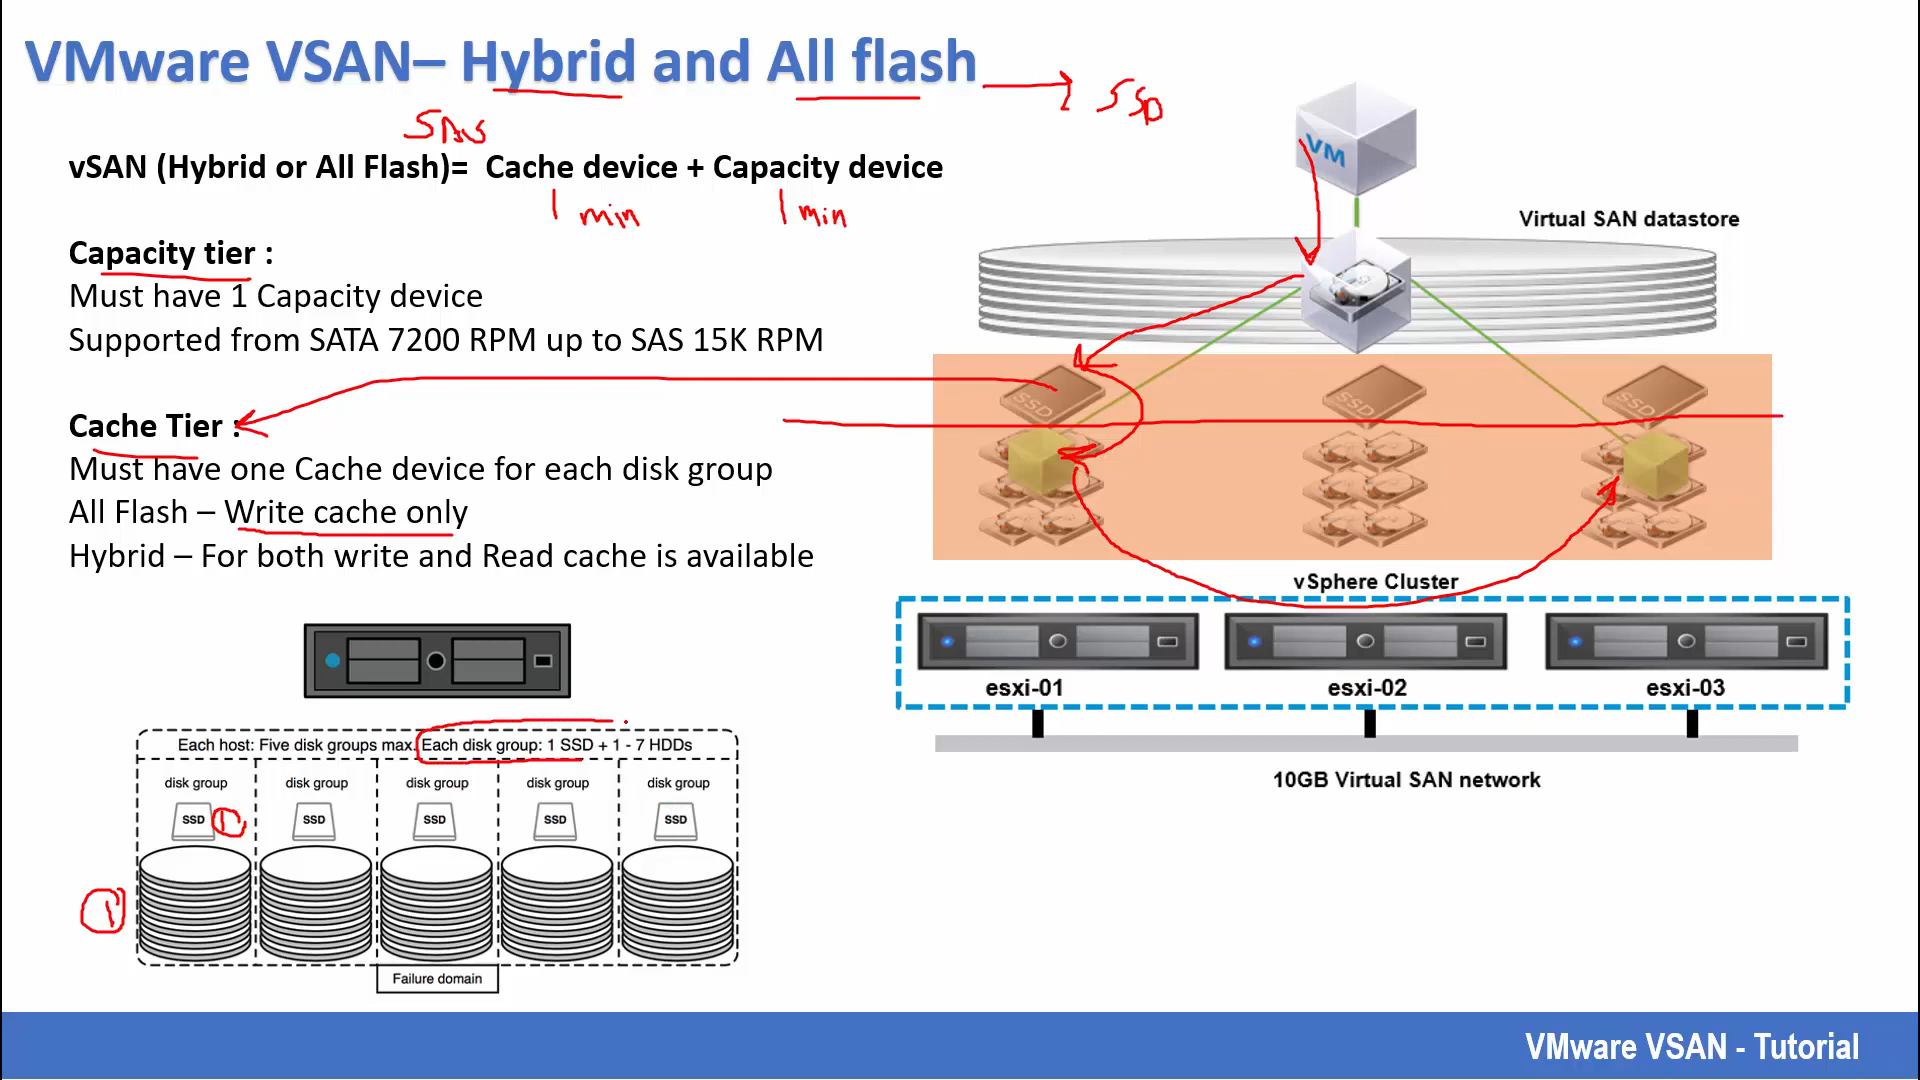 VMware VSAN– Hybrid and All flash
SSD
vSAN (Hybrid or All Flash)= Cache device + Capacity device
1 min
1 min
Capacity tier :
Must have 1 Capacity device
Supported from SATA 7200 RPM up to SAS 15K RPM
Cache Tier :
Must have one Cache device for each disk group
All Flash – Write cache only
Hybrid – For both write and Read cache is available
Each host: Five disk groups max. Each disk group: 1 SSD + 1 - 7 HDDs
disk group
disk group
disk group
disk group
disk group
SSD
1
SSD
SSD
SSD
SSD
1
Failure domain
VM
Virtual SAN datastore
SSD
SSD
SSD
vSphere Cluster
esxi-01
esxi-02
esxi-03
10GB Virtual SAN network
VMware VSAN - Tutorial